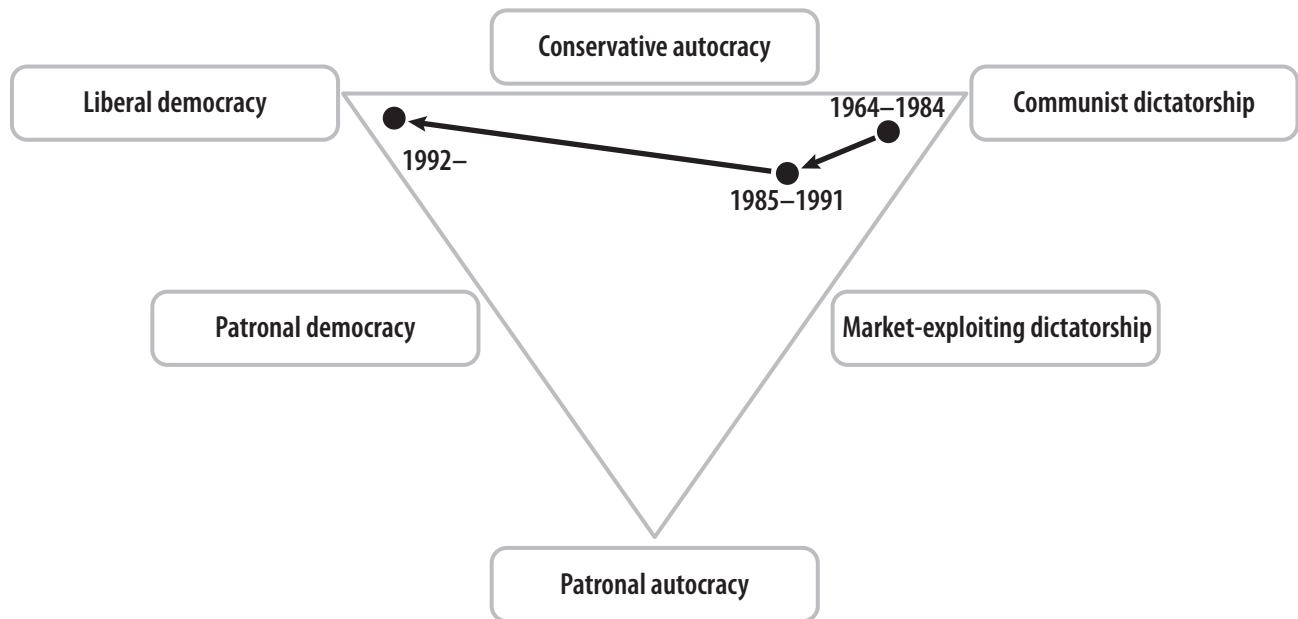 Conservative autocracy
Liberal democracy
Communist dictatorship
1964–1984
1992–
1985–1991
Patronal democracy
Market-exploiting dictatorship
Patronal autocracy